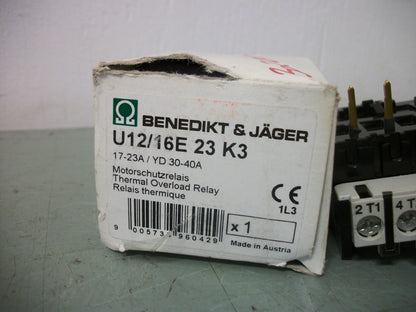 BENEDIKT & JÄGER
U12/16E 23 K3
17-23A / YD 30-40A
Motorschutzrelais
Thermal Overload Relay
Relais thermique
CE
1L3
x 1
Made in Austria
9 005731 960429
2 T1 4 T